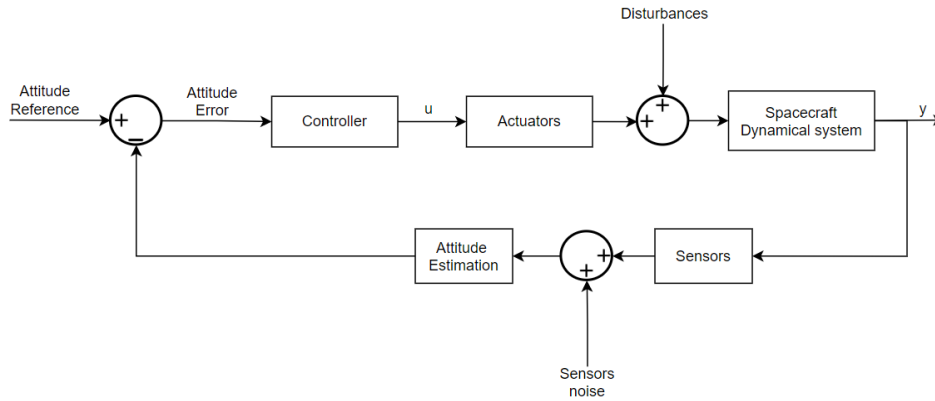 Disturbances
Attitude
Reference
Attitude
Error
+
−
Controller
u
Actuators
+
+
Spacecraft
Dynamical system
y
Attitude
Estimation
+
+
Sensors
Sensors
noise